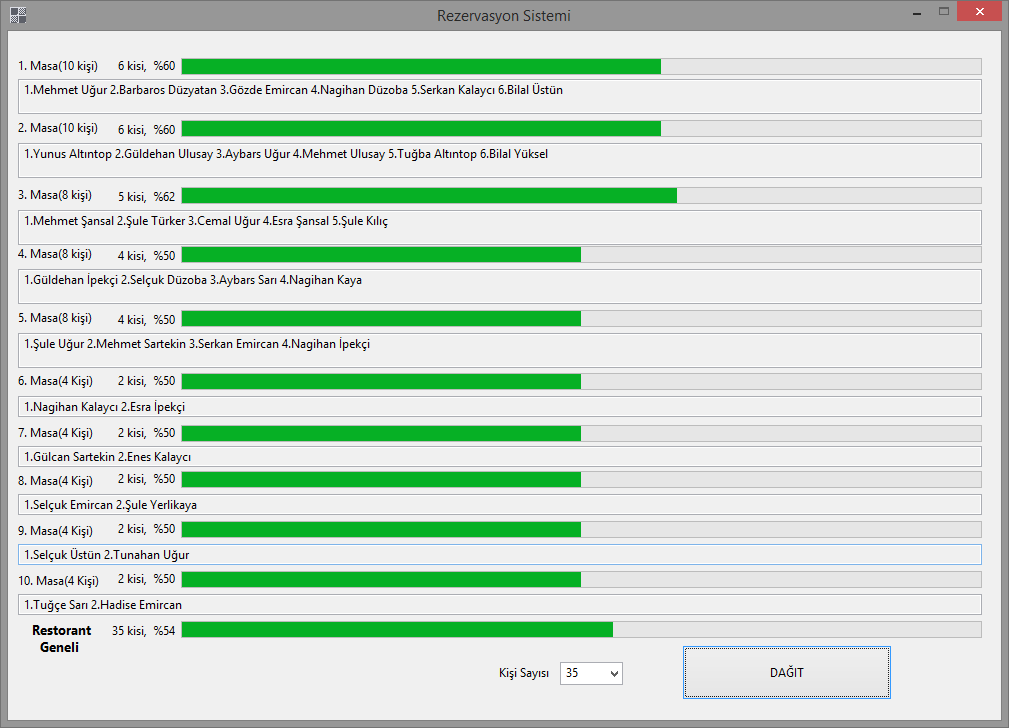 Rezervasyon Sistemi
1. Masa(10 kişi) 6 kisi, %60
1.Mehmet Uğur 2.Barbaros Düzyatan 3.Gözde Emircan 4.Nagihan Düzoba 5.Serkan Kalaycı 6.Bilal Üstün
2. Masa(10 kişi) 6 kisi, %60
1.Yunus Altıntop 2.Güldehan Ulusay 3.Aybars Uğur 4.Mehmet Ulusay 5.Tuğba Altıntop 6.Bilal Yüksel
3. Masa(8 kişi) 5 kisi, %62
1.Mehmet Şansal 2.Şule Türker 3.Cemal Uğur 4.Esra Şansal 5.Şule Kılıç
4. Masa(8 kişi) 4 kisi, %50
1.Güldehan İpekçi 2.Selçuk Düzoba 3.Aybars Sarı 4.Nagihan Kaya
5. Masa(8 kişi) 4 kisi, %50
1.Şule Uğur 2.Mehmet Sartekin 3.Serkan Emircan 4.Nagihan İpekçi
6. Masa(4 Kişi) 2 kisi, %50
1.Nagihan Kalaycı 2.Esra İpekçi
7. Masa(4 Kişi) 2 kisi, %50
1.Gülcan Sartekin 2.Enes Kalaycı
8. Masa(4 Kişi) 2 kisi, %50
1.Selçuk Emircan 2.Şule Yerlikaya
9. Masa(4 Kişi) 2 kisi, %50
1.Selçuk Üstün 2.Tunahan Uğur
10. Masa(4 Kişi) 2 kisi, %50
1.Tuğçe Sarı 2.Hadise Emircan
Restorant 35 kisi, %54
Geneli
Kişi Sayısı 35 DAĞIT